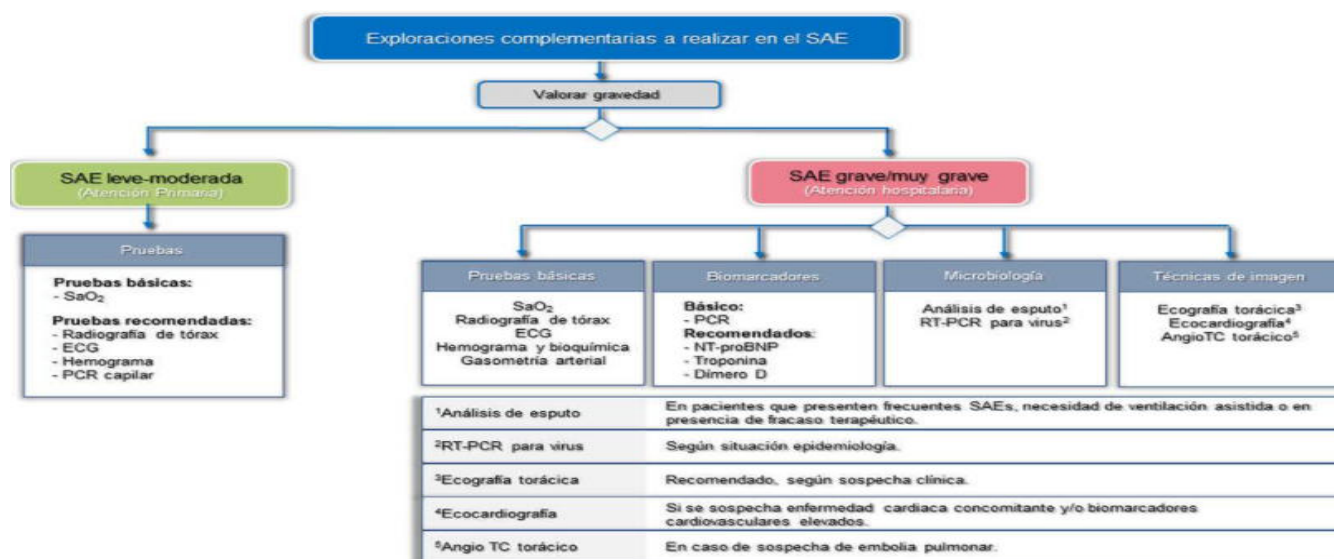 Exploraciones complementarias a realizar en el SAE
Valorar gravedad
SAE leve-moderada
(Atención Primaria)
Pruebas
Pruebas básicas:
- SaO₂
Pruebas recomendadas:
- Radiografía de tórax
- ECG
- Hemograma
- PCR capilar
SAE grave/muy grave
(Atención hospitalaria)
Pruebas básicas
SaO₂
Radiografía de tórax
ECG
Hemograma y bioquímica
Gasometría arterial
Biomarcadores
Básico:
- PCR
Recomendados:
- NT-proBNP
- Troponina
- Dímero D
Microbiología
Análisis de esputo¹
RT-PCR para virus²
Técnicas de imagen
Ecografía torácica³
Ecocardiografía⁴
AngioTC torácico⁵
¹Análisis de esputo
En pacientes que presenten frecuentes SAEs, necesidad de ventilación asistida o en
presencia de fracaso terapéutico.
²RT-PCR para virus
Según situación epidemiología.
³Ecografía torácica
Recomendado, según sospecha clínica.
⁴Ecocardiografía
Si se sospecha enfermedad cardiaca concomitante y/o biomarcadores
cardiovasculares elevados.
⁵Angio TC torácico
En caso de sospecha de embolia pulmonar.